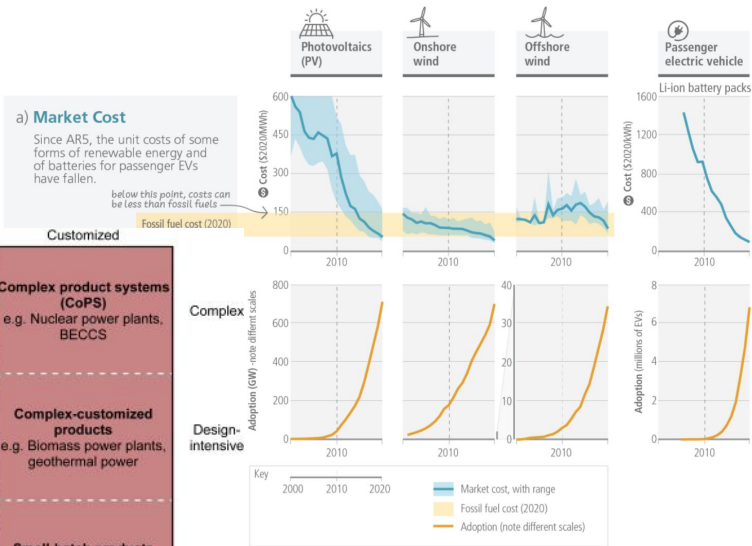 Photovoltaics
(PV)
Onshore
wind
Offshore
wind
Passenger
electric vehicle
Li-ion battery packs
a) Market Cost
Since AR5, the unit costs of some
forms of renewable energy and
of batteries for passenger EVs
have fallen.
below this point, costs can
be less than fossil fuels
Fossil fuel cost (2020)
Cost ($2020/MWh)
600
450
300
150
0
2010
2010
2010
Cost ($2020/kWh)
1600
1200
800
400
0
2010
Customized
Complex product systems
(CoPS)
e.g. Nuclear power plants,
BECCS
Complex
Complex-customized
products
e.g. Biomass power plants,
geothermal power
Design-
intensive
Adoption (GW) -note differnt scales
800
600
400
200
0
2010
2010
40
30
20
10
0
2010
Adoption (millions of EVs)
8
6
4
2
0
2010
Key
2000 2010 2020
Market cost, with range
Fossil fuel cost (2020)
Adoption (note different scales)